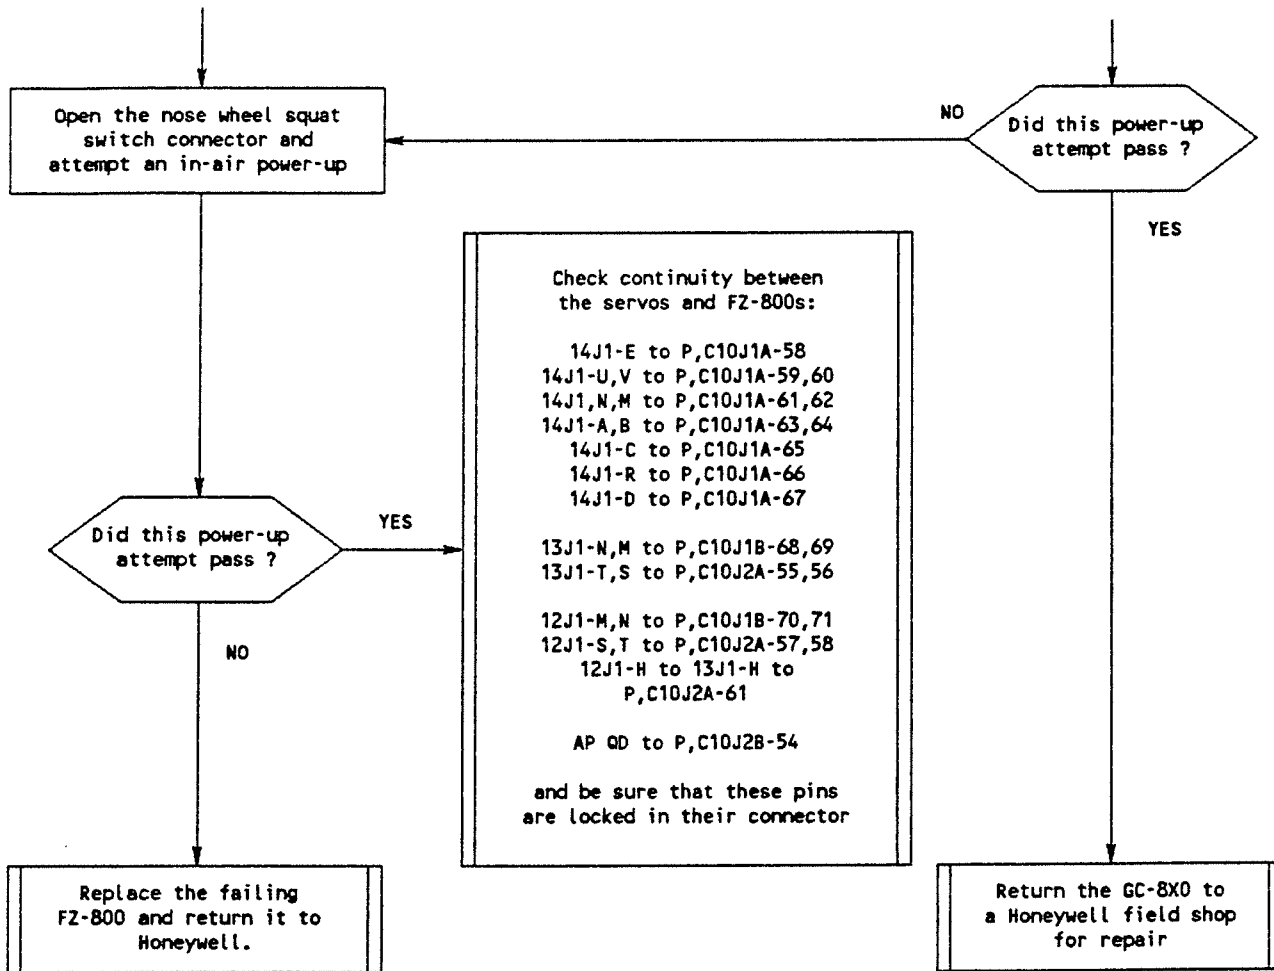 Open the nose wheel squat
switch connector and
attempt an in-air power-up
NO
Did this power-up
attempt pass ?
YES
Check continuity between
the servos and FZ-800s:
14J1-E to P,C10J1A-58
14J1-U,V to P,C10J1A-59,60
14J1,N,M to P,C10J1A-61,62
14J1-A,B to P,C10J1A-63,64
14J1-C to P,C10J1A-65
14J1-R to P,C10J1A-66
14J1-D to P,C10J1A-67
13J1-N,M to P,C10J1B-68,69
13J1-T,S to P,C10J2A-55,56
12J1-M,N to P,C10J1B-70,71
12J1-S,T to P,C10J2A-57,58
12J1-H to 13J1-H to
P,C10J2A-61
AP QD to P,C10J2B-54
and be sure that these pins
are locked in their connector
Did this power-up
attempt pass ?
YES
NO
Replace the failing
FZ-800 and return it to
Honeywell.
Return the GC-8X0 to
a Honeywell field shop
for repair